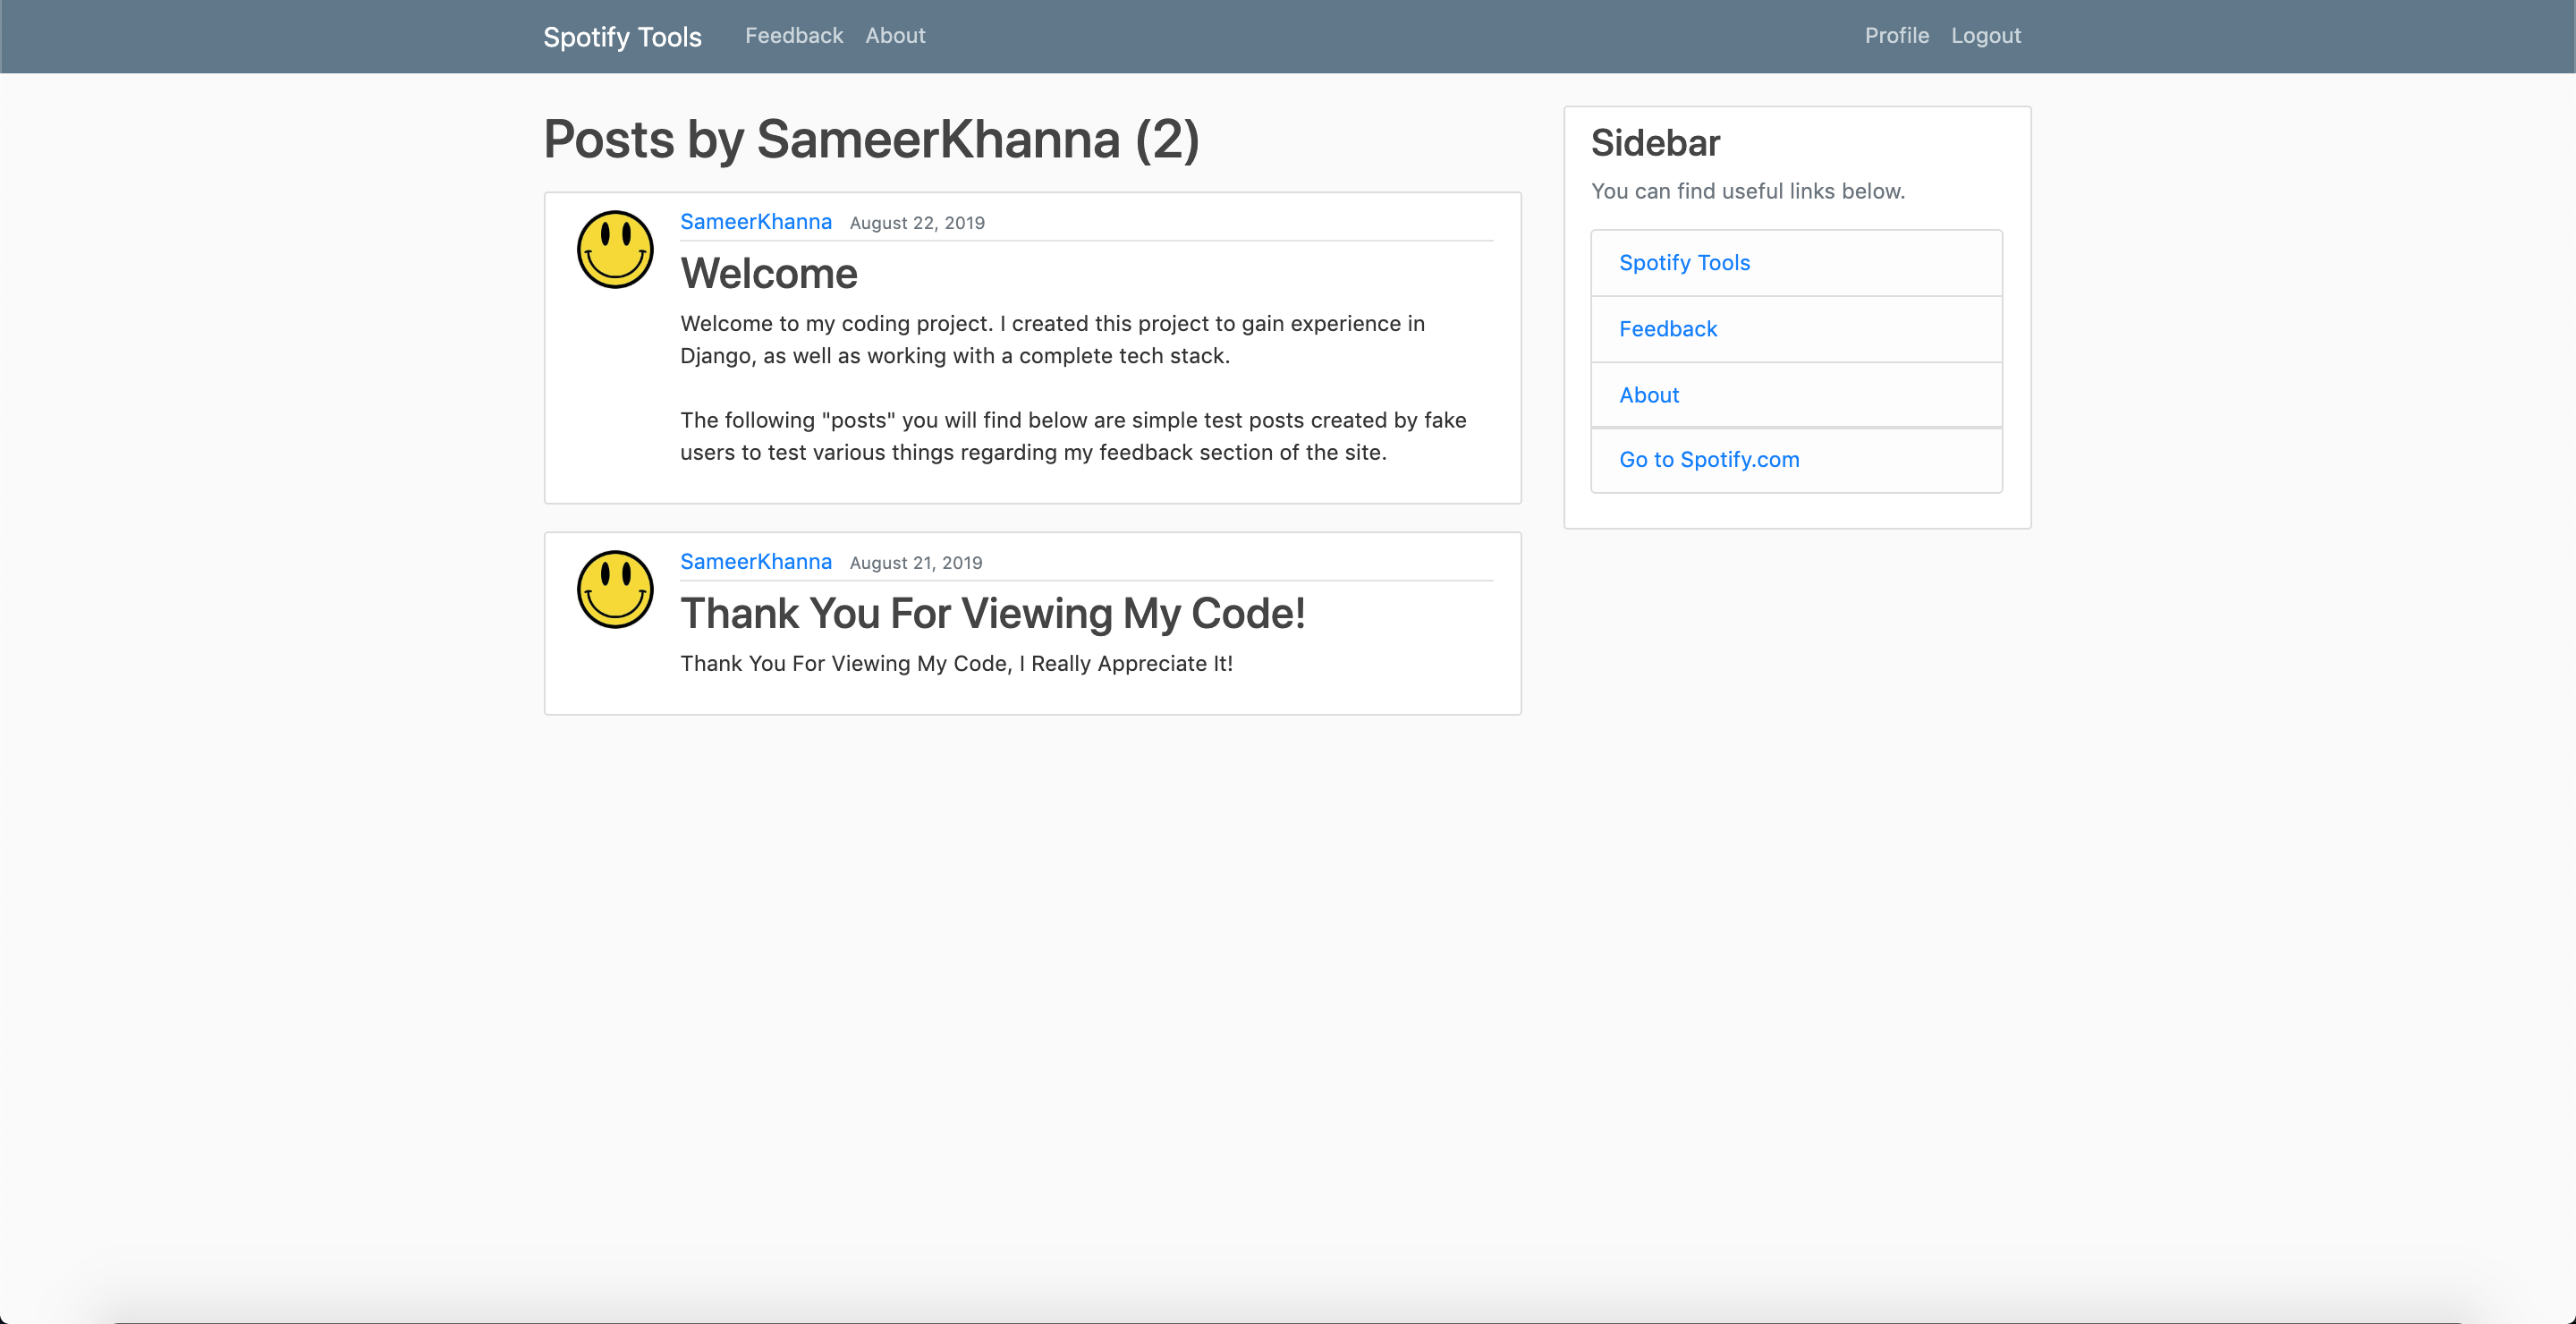 Spotify Tools Feedback About Profile Logout
Posts by SameerKhanna (2)
SameerKhanna August 22, 2019
Welcome
Welcome to my coding project. I created this project to gain experience in
Django, as well as working with a complete tech stack.
The following "posts" you will find below are simple test posts created by fake
users to test various things regarding my feedback section of the site.
SameerKhanna August 21, 2019
Thank You For Viewing My Code!
Thank You For Viewing My Code, I Really Appreciate It!
Sidebar
You can find useful links below.
Spotify Tools
Feedback
About
Go to Spotify.com